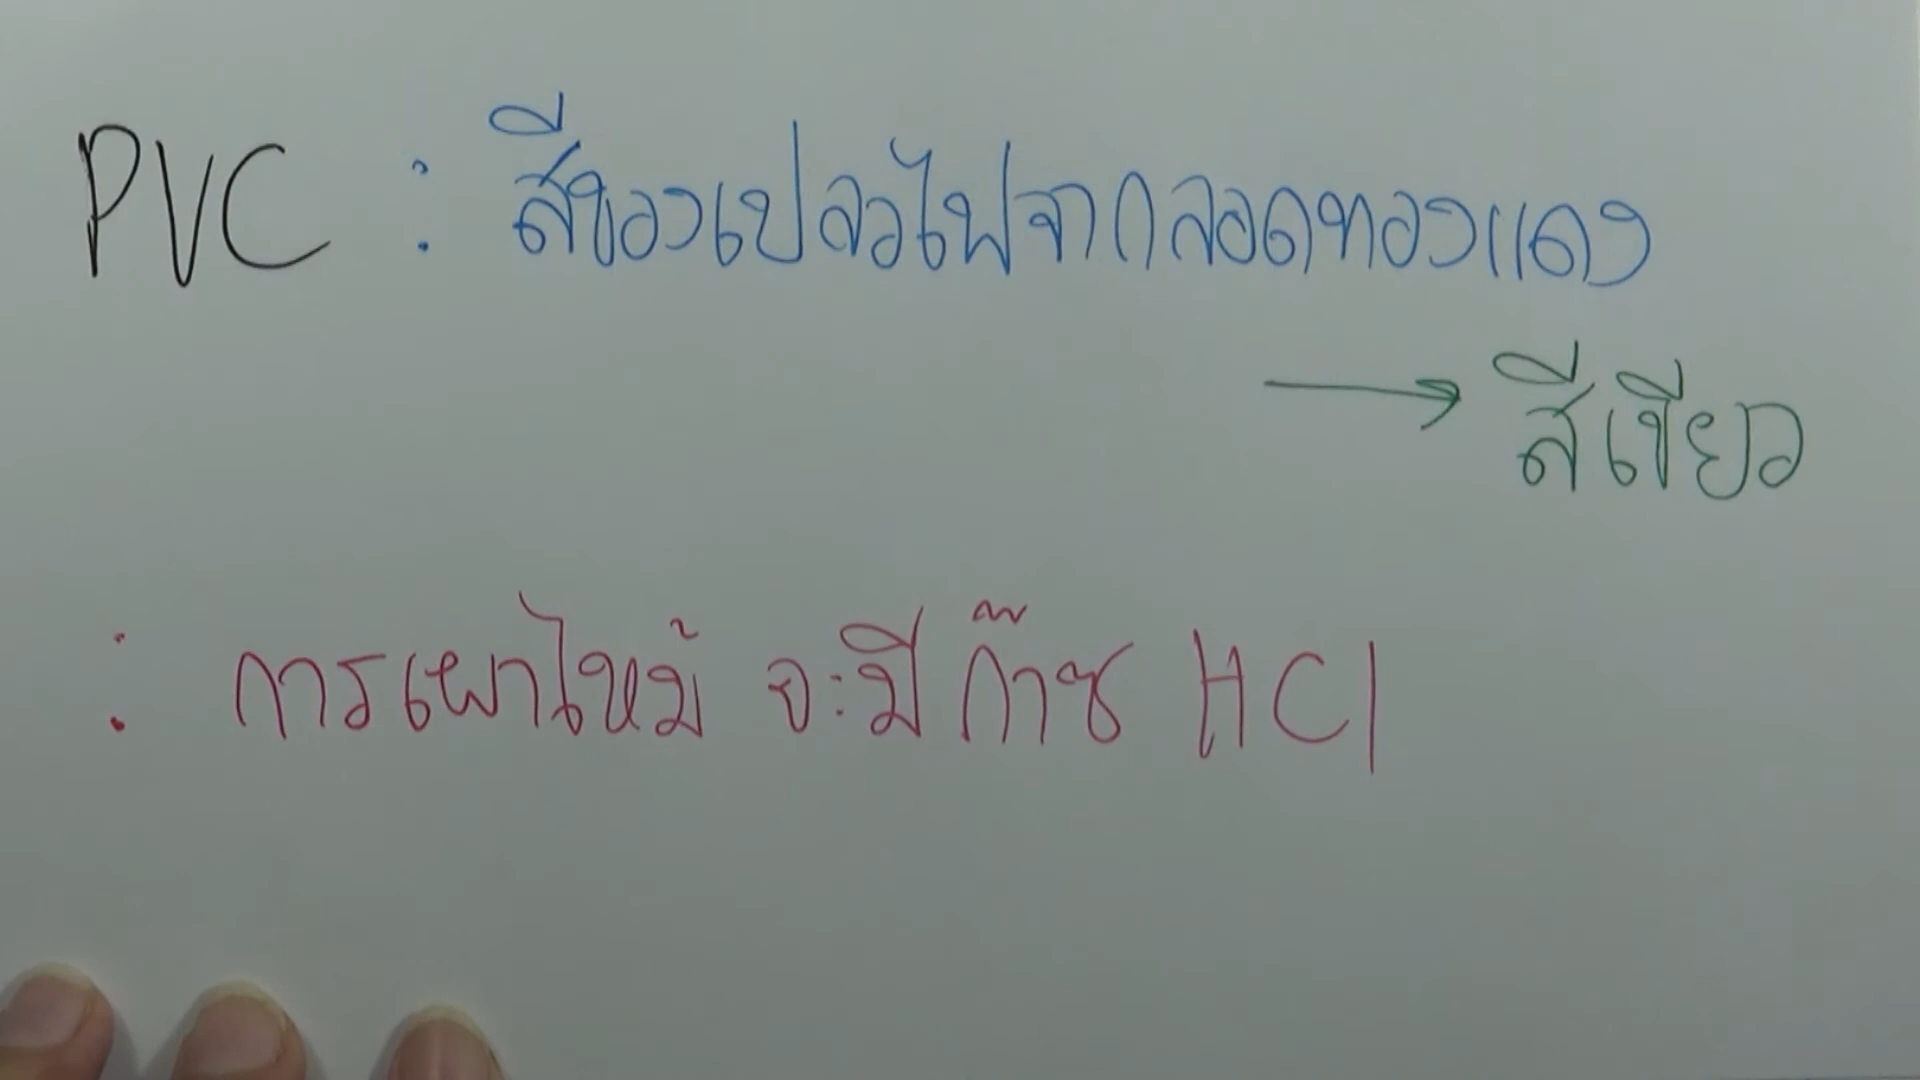 PVC : สีของเปลวไฟจากลอดทองแดง
→ สีเขียว
: การเผาไหม้ จะมี ก๊าซ HCl